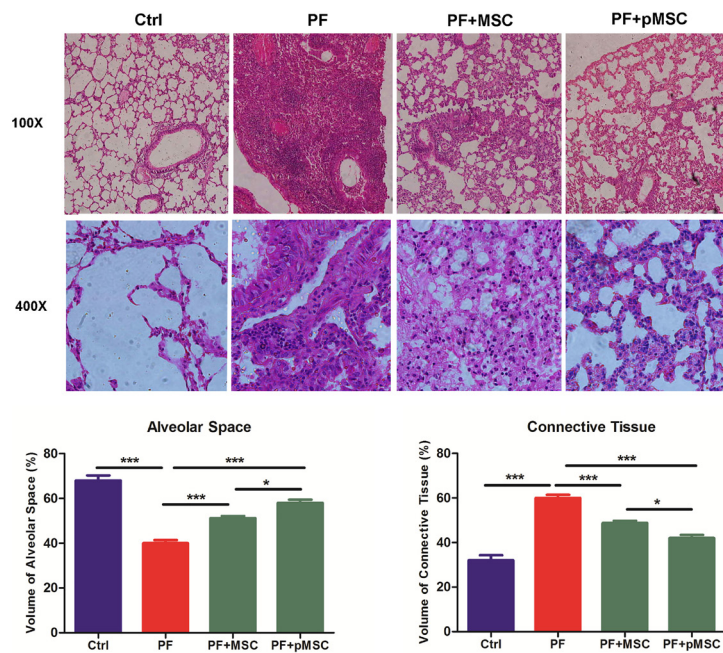 Ctrl PF PF+MSC PF+pMSC
100X
400X
Alveolar Space
Volume of Alveolar Space (%)
80
60
40
20
0
***
***
***
*
Ctrl PF PF+MSC PF+pMSC
Connective Tissue
Volume of Connective Tissue (%)
80
60
40
20
0
***
***
***
*
Ctrl PF PF+MSC PF+pMSC